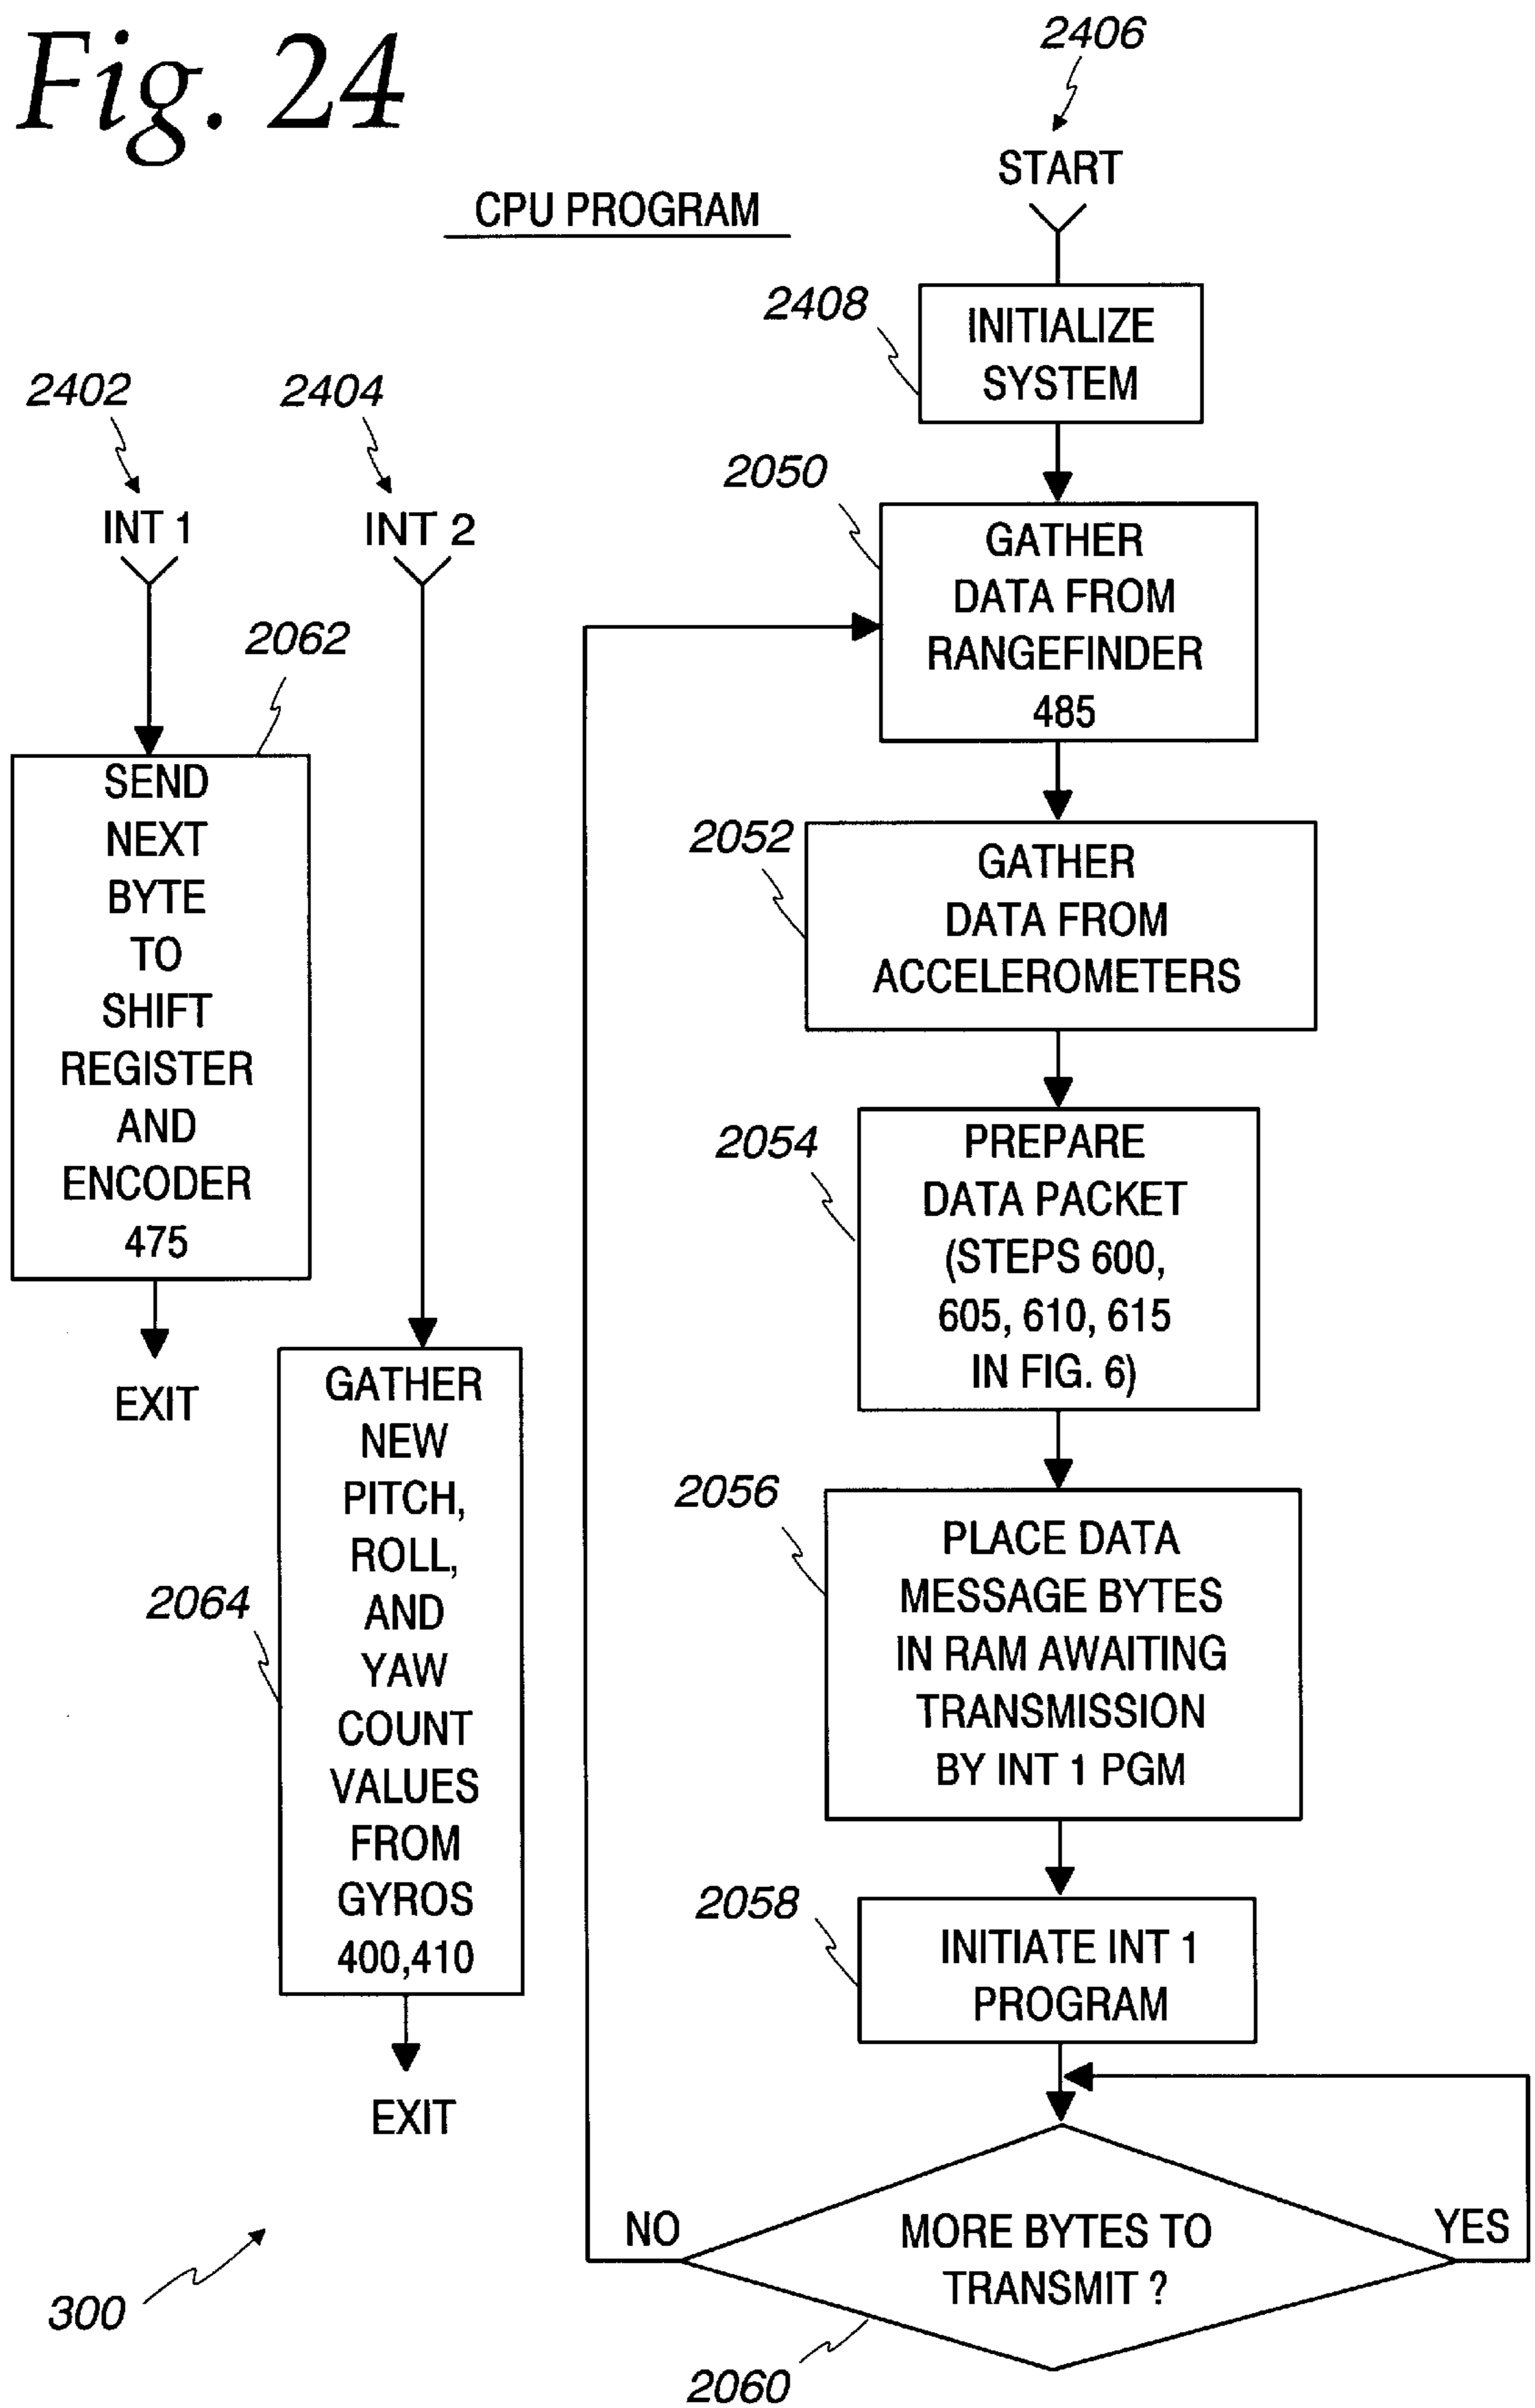 Fig. 24
CPU PROGRAM
2406
START
2408
INITIALIZE
SYSTEM
2050
GATHER
DATA FROM
RANGEFINDER
485
2052
GATHER
DATA FROM
ACCELEROMETERS
2054
PREPARE
DATA PACKET
(STEPS 600,
605, 610, 615
IN FIG. 6)
2056
PLACE DATA
MESSAGE BYTES
IN RAM AWAITING
TRANSMISSION
BY INT 1 PGM
2058
INITIATE INT 1
PROGRAM
MORE BYTES TO
TRANSMIT ?
NO
YES
2060
2402
INT 1
2062
SEND
NEXT
BYTE
TO
SHIFT
REGISTER
AND
ENCODER
475
EXIT
2404
INT 2
2064
GATHER
NEW
PITCH,
ROLL,
AND
YAW
COUNT
VALUES
FROM
GYROS
400,410
EXIT
300